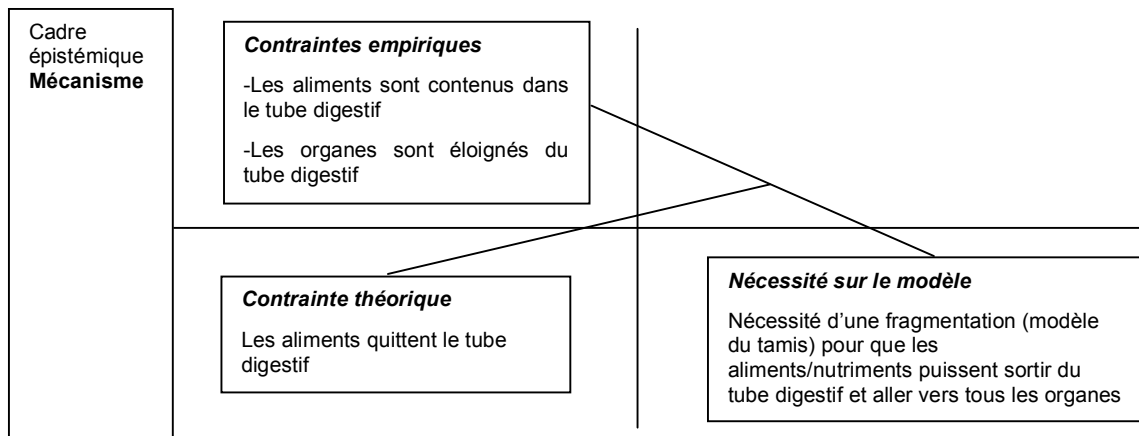 Cadre
épistémique
Mécanisme
Contraintes empiriques
-Les aliments sont contenus dans
le tube digestif
-Les organes sont éloignés du
tube digestif
Contrainte théorique
Les aliments quittent le tube
digestif
Nécessité sur le modèle
Nécessité d'une fragmentation (modèle
du tamis) pour que les
aliments/nutriments puissent sortir du
tube digestif et aller vers tous les organes